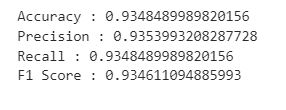 Accuracy : 0.9348489989820156
Precision : 0.9353993208287728
Recall : 0.9348489989820156
F1 Score : 0.934611094885993